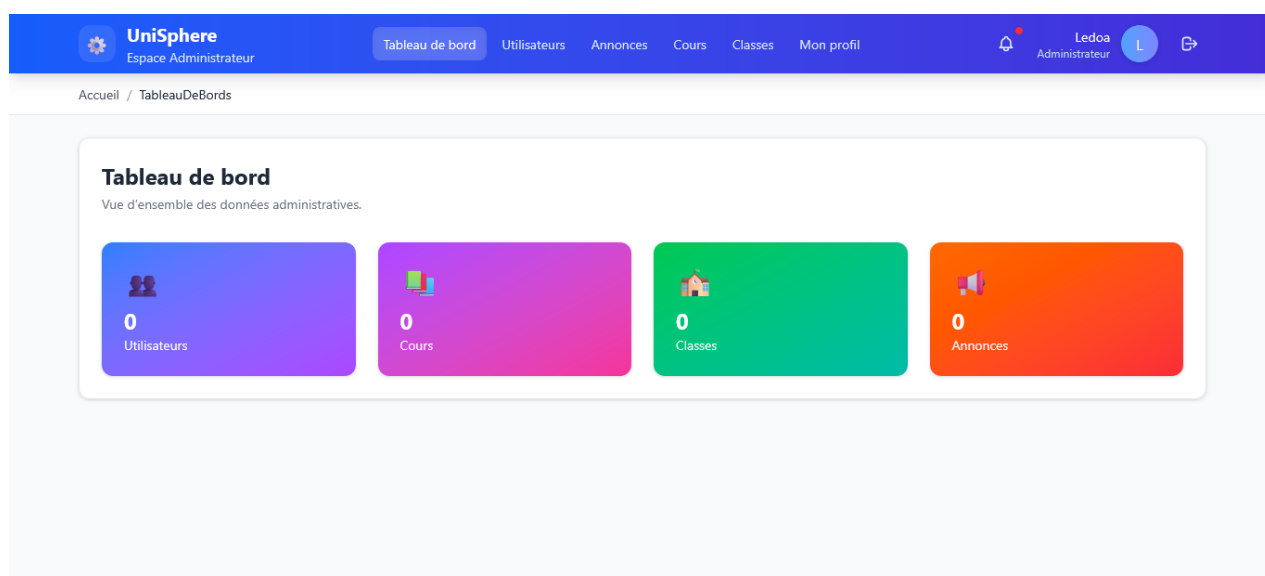 UniSphere
Espace Administrateur
Tableau de bord
Utilisateurs
Annonces
Cours
Classes
Mon profil
Ledoa
Administrateur
L
Accueil / TableauDeBords
Tableau de bord
Vue d'ensemble des données administratives.
0
Utilisateurs
0
Cours
0
Classes
0
Annonces